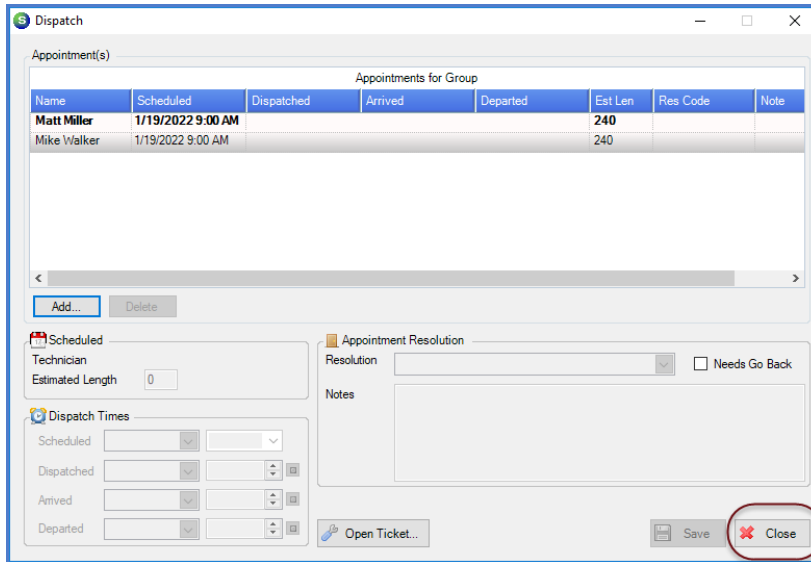 Dispatch
Appointment(s)
Appointments for Group
Name Scheduled Dispatched Arrived Departed Est Len Res Code Note
Matt Miller 1/19/2022 9:00 AM 240
Mike Walker 1/19/2022 9:00 AM 240
Add... Delete
Scheduled
Technician
Estimated Length 0
Dispatch Times
Scheduled
Dispatched
Arrived
Departed
Appointment Resolution
Resolution Needs Go Back
Notes
Open Ticket... Save Close